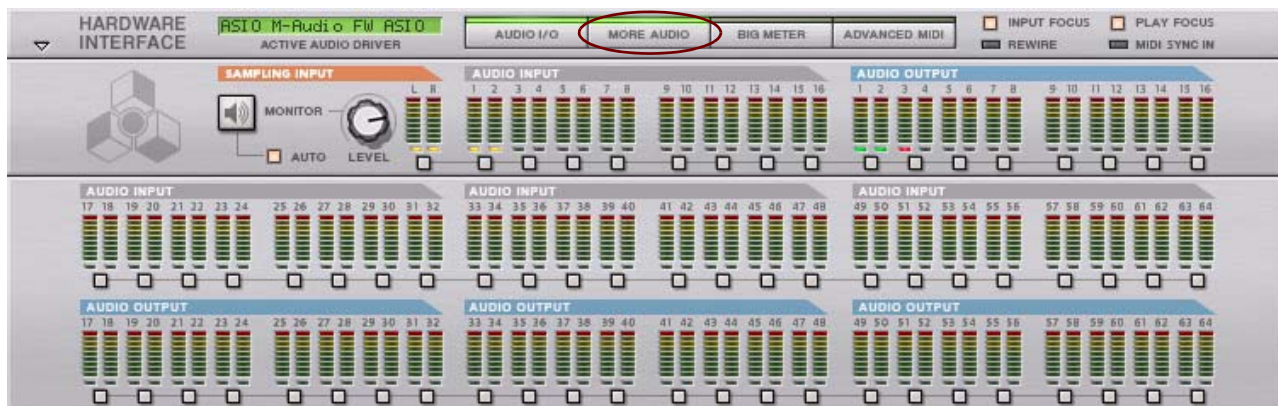 HARDWARE INTERFACE
ASIO M-Audio FW ASIO
ACTIVE AUDIO DRIVER
AUDIO I/O
MORE AUDIO
BIG METER
ADVANCED MIDI
INPUT FOCUS
PLAY FOCUS
REWIRE
MIDI SYNC IN
SAMPLING INPUT
MONITOR
AUTO
LEVEL
L R
AUDIO INPUT
1 2 3 4 5 6 7 8 9 10 11 12 13 14 15 16
AUDIO OUTPUT
1 2 3 4 5 6 7 8 9 10 11 12 13 14 15 16
AUDIO INPUT
17 18 19 20 21 22 23 24 25 26 27 28 29 30 31 32
AUDIO INPUT
33 34 35 36 37 38 39 40 41 42 43 44 45 46 47 48
AUDIO INPUT
49 50 51 52 53 54 55 56 57 58 59 60 61 62 63 64
AUDIO OUTPUT
17 18 19 20 21 22 23 24 25 26 27 28 29 30 31 32
AUDIO OUTPUT
33 34 35 36 37 38 39 40 41 42 43 44 45 46 47 48
AUDIO OUTPUT
49 50 51 52 53 54 55 56 57 58 59 60 61 62 63 64